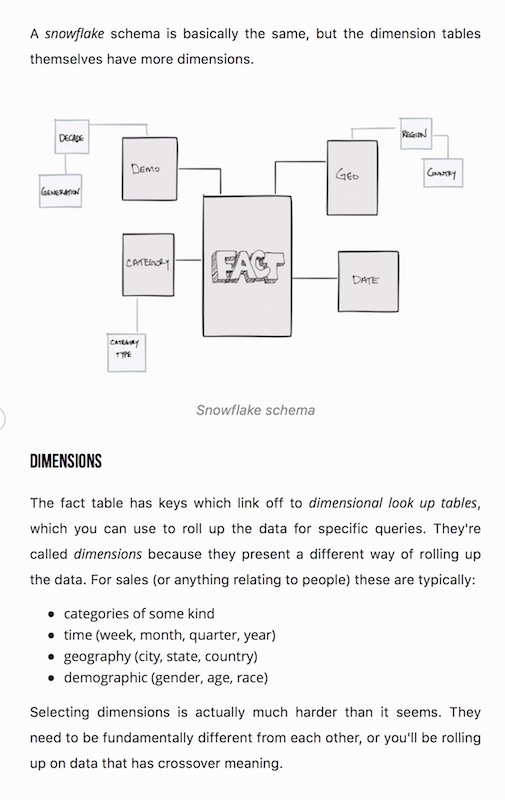 A snowflake schema is basically the same, but the dimension tables
themselves have more dimensions.
DECADE
GENERATION
DEMO
CATEGORY
CATEGORY
TYPE
FACT
GEO
REGION
COUNTRY
DATE
Snowflake schema
DIMENSIONS
The fact table has keys which link off to dimensional look up tables,
which you can use to roll up the data for specific queries. They're
called dimensions because they present a different way of rolling up
the data. For sales (or anything relating to people) these are typically:
• categories of some kind
• time (week, month, quarter, year)
• geography (city, state, country)
• demographic (gender, age, race)
Selecting dimensions is actually much harder than it seems. They
need to be fundamentally different from each other, or you'll be rolling
up on data that has crossover meaning.